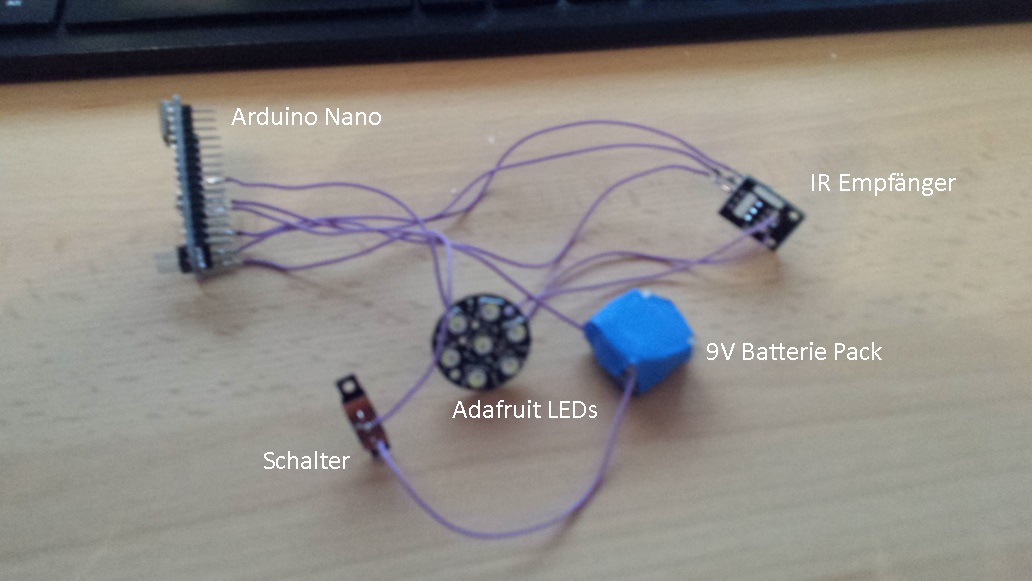 Arduino Nano
IR Empfänger
9V Batterie Pack
Adafruit LEDs
Schalter